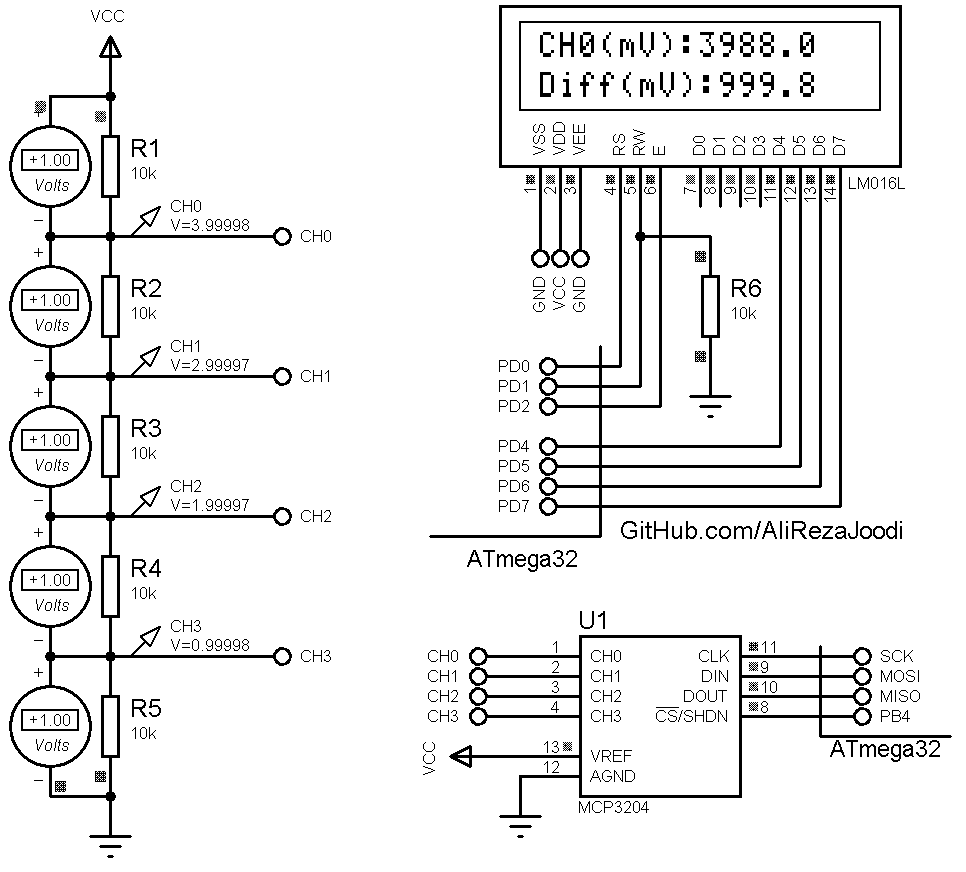 VCC
+1.00
Volts
R1
10k
CH0
V=3.99998
CH0
+1.00
Volts
R2
10k
CH1
V=2.99997
CH1
+1.00
Volts
R3
10k
CH2
V=1.99997
CH2
+1.00
Volts
R4
10k
CH3
V=0.99998
CH3
+1.00
Volts
R5
10k
CH0(mV):3988.0
Diff(mV):999.8
VSS VDD VEE RS RW E D0 D1 D2 D3 D4 D5 D6 D7
1 2 3 4 5 6 7 8 9 10 11 12 13 14
LM016L
GND VCC GND
R6
10k
PD0
PD1
PD2
PD4
PD5
PD6
PD7
GitHub.com/AliRezaJoodi
ATmega32
U1
CH0 1 CH0 CLK 11 SCK
CH1 2 CH1 DIN 9 MOSI
CH2 3 CH2 DOUT 10 MISO
CH3 4 CH3 CS/SHDN 8 PB4
VCC 13 VREF
12 AGND
ATmega32
MCP3204